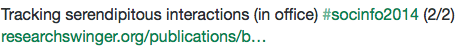 Tracking serendipitous interactions (in office) #socinfo2014 (2/2)
researchswinger.org/publications/b…